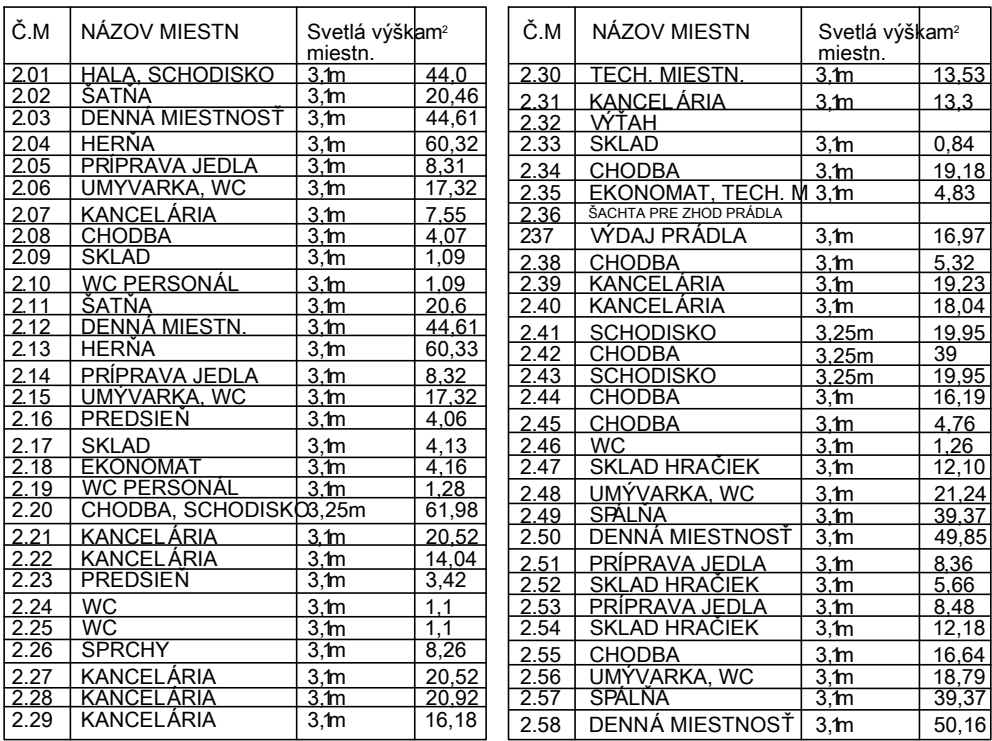 Č.M NÁZOV MIESTN Svetlá výška m²
miestn.
2.01 HALA, SCHODISKO 3,1m 44,0
2.02 ŠATŇA 3,1m 20,46
2.03 DENNÁ MIESTNOSŤ 3,1m 44,61
2.04 HERŇA 3,1m 60,32
2.05 PRÍPRAVA JEDLA 3,1m 8,31
2.06 UMÝVARKA, WC 3,1m 17,32
2.07 KANCELÁRIA 3,1m 7,55
2.08 CHODBA 3,1m 4,07
2.09 SKLAD 3,1m 1,09
2.10 WC PERSONÁL 3,1m 1,09
2.11 ŠATŇA 3,1m 20,6
2.12 DENNÁ MIESTN. 3,1m 44,61
2.13 HERŇA 3,1m 60,33
2.14 PRÍPRAVA JEDLA 3,1m 8,32
2.15 UMÝVARKA, WC 3,1m 17,32
2.16 PREDSIEŇ 3,1m 4,06
2.17 SKLAD 3,1m 4,13
2.18 EKONOMAT 3,1m 4,16
2.19 WC PERSONÁL 3,1m 1,28
2.20 CHODBA, SCHODISKO 3,25m 61,98
2.21 KANCELÁRIA 3,1m 20,52
2.22 KANCELÁRIA 3,1m 14,04
2.23 PREDSIEŇ 3,1m 3,42
2.24 WC 3,1m 1,1
2.25 WC 3,1m 1,1
2.26 SPRCHY 3,1m 8,26
2.27 KANCELÁRIA 3,1m 20,52
2.28 KANCELÁRIA 3,1m 20,92
2.29 KANCELÁRIA 3,1m 16,18
Č.M NÁZOV MIESTN Svetlá výška m²
miestn.
2.30 TECH. MIESTN. 3,1m 13,53
2.31 KANCELÁRIA 3,1m 13,3
2.32 VÝŤAH
2.33 SKLAD 3,1m 0,84
2.34 CHODBA 3,1m 19,18
2.35 EKONOMAT, TECH. M 3,1m 4,83
2.36 ŠACHTA PRE ZHOD PRÁDLA
237 VÝDAJ PRÁDLA 3,1m 16,97
2.38 CHODBA 3,1m 5,32
2.39 KANCELÁRIA 3,1m 19,23
2.40 KANCELÁRIA 3,1m 18,04
2.41 SCHODISKO 3,25m 19,95
2.42 CHODBA 3,25m 39
2.43 SCHODISKO 3,25m 19,95
2.44 CHODBA 3,1m 16,19
2.45 CHODBA 3,1m 4,76
2.46 WC 3,1m 1,26
2.47 SKLAD HRAČIEK 3,1m 12,10
2.48 UMÝVARKA, WC 3,1m 21,24
2.49 SPÁLŇA 3,1m 39,37
2.50 DENNÁ MIESTNOSŤ 3,1m 49,85
2.51 PRÍPRAVA JEDLA 3,1m 8,36
2.52 SKLAD HRAČIEK 3,1m 5,66
2.53 PRÍPRAVA JEDLA 3,1m 8,48
2.54 SKLAD HRAČIEK 3,1m 12,18
2.55 CHODBA 3,1m 16,64
2.56 UMÝVARKA, WC 3,1m 18,79
2.57 SPÁLŇA 3,1m 39,37
2.58 DENNÁ MIESTNOSŤ 3,1m 50,16